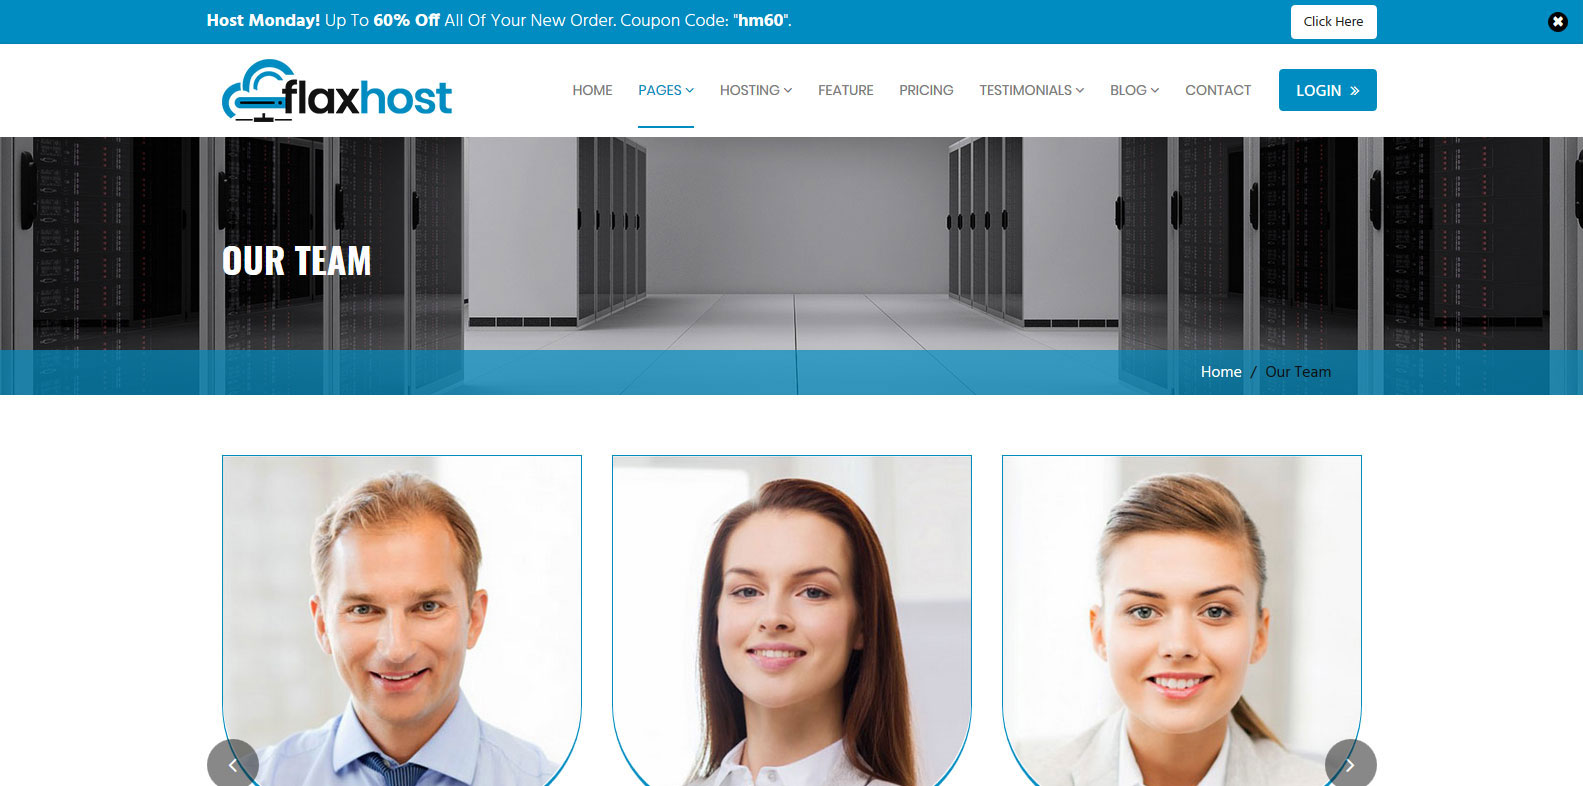 Host Monday! Up To 60% Off All Of Your New Order. Coupon Code: "hm60".
Click Here
flaxhost
HOME
PAGES
HOSTING
FEATURE
PRICING
TESTIMONIALS
BLOG
CONTACT
LOGIN »
OUR TEAM
Home / Our Team